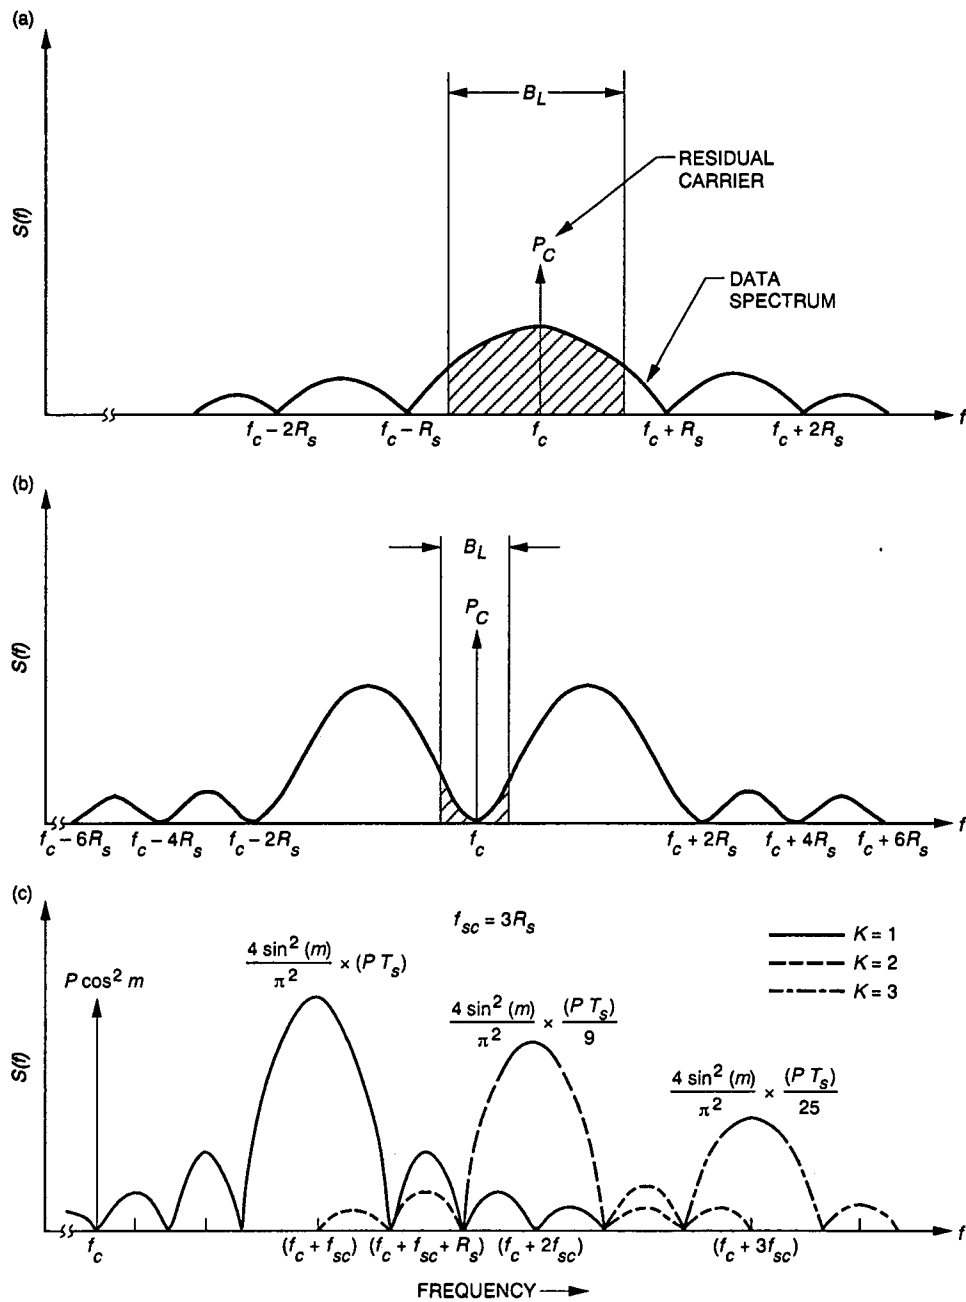 (a)
S(f)
B_L
RESIDUAL
CARRIER
P_C
DATA
SPECTRUM
f_c – 2R_s f_c – R_s f_c f_c + R_s f_c + 2R_s f
(b)
S(f)
B_L
P_C
f_c – 6R_s f_c – 4R_s f_c – 2R_s f_c f_c + 2R_s f_c + 4R_s f_c + 6R_s f
(c)
S(f)
f_sc = 3R_s
K = 1
K = 2
K = 3
P cos² m
4 sin² (m) / π² × (P T_s)
4 sin² (m) / π² × (P T_s) / 9
4 sin² (m) / π² × (P T_s) / 25
f_c (f_c + f_sc) (f_c + f_sc + R_s) (f_c + 2f_sc) (f_c + 3f_sc) f
FREQUENCY